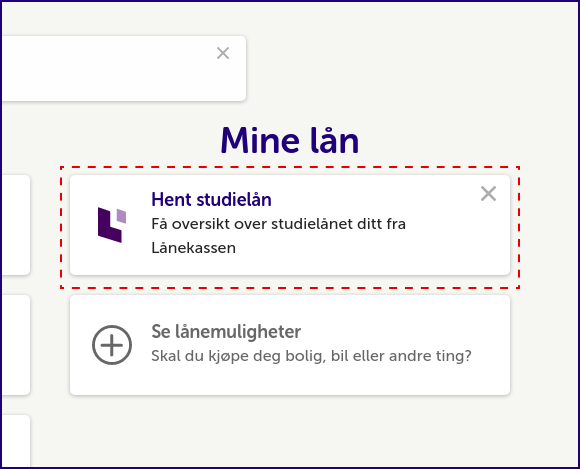 Mine lån
Hent studielån
Få oversikt over studielånet ditt fra
Lånekassen
Se lånemuligheter
Skal du kjøpe deg bolig, bil eller andre ting?